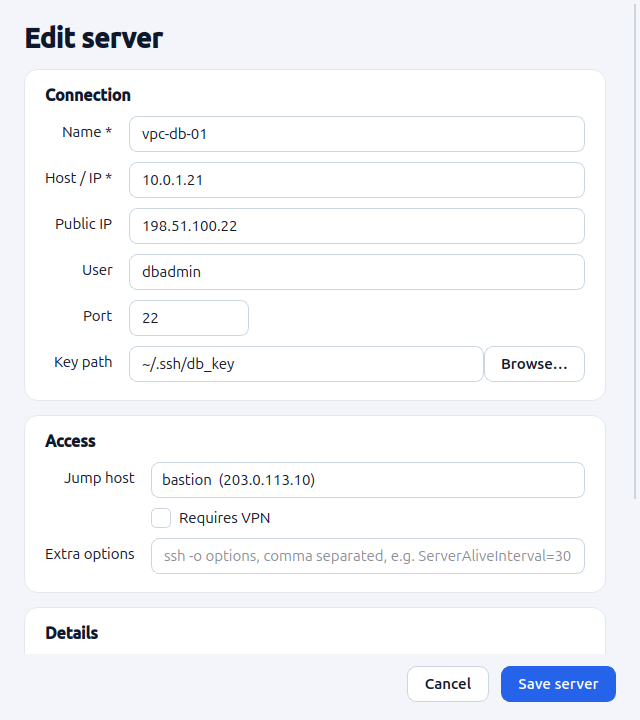 Edit server
Connection
Name * vpc-db-01
Host / IP * 10.0.1.21
Public IP 198.51.100.22
User dbadmin
Port 22
Key path ~/.ssh/db_key Browse...
Access
Jump host bastion (203.0.113.10)
Requires VPN
Extra options ssh -o options, comma separated, e.g. ServerAliveInterval=30
Details
Cancel Save server